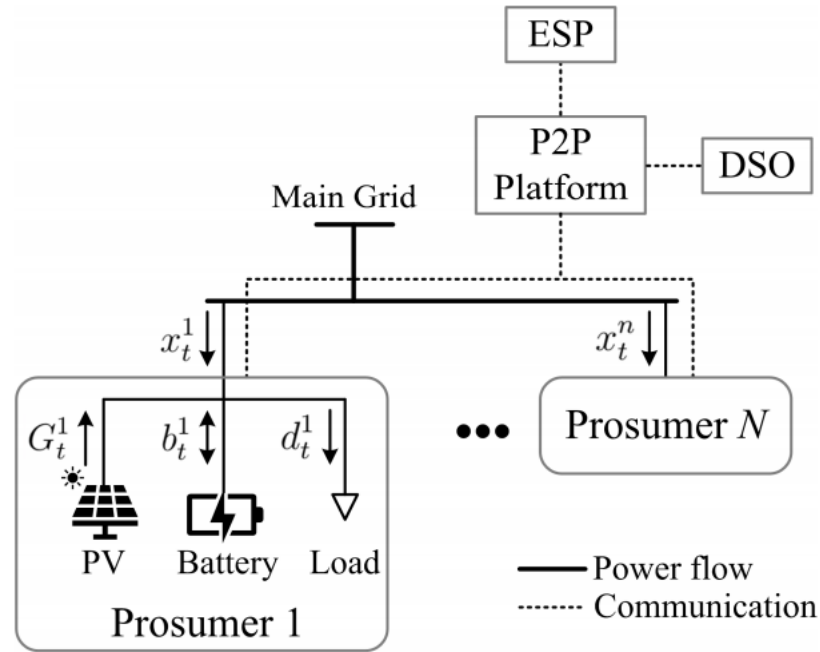 ESP
P2P
Platform
DSO
Main Grid
x_t^1
x_t^n
G_t^1
b_t^1
d_t^1
PV
Battery
Load
Prosumer 1
•••
Prosumer N
Power flow
Communication